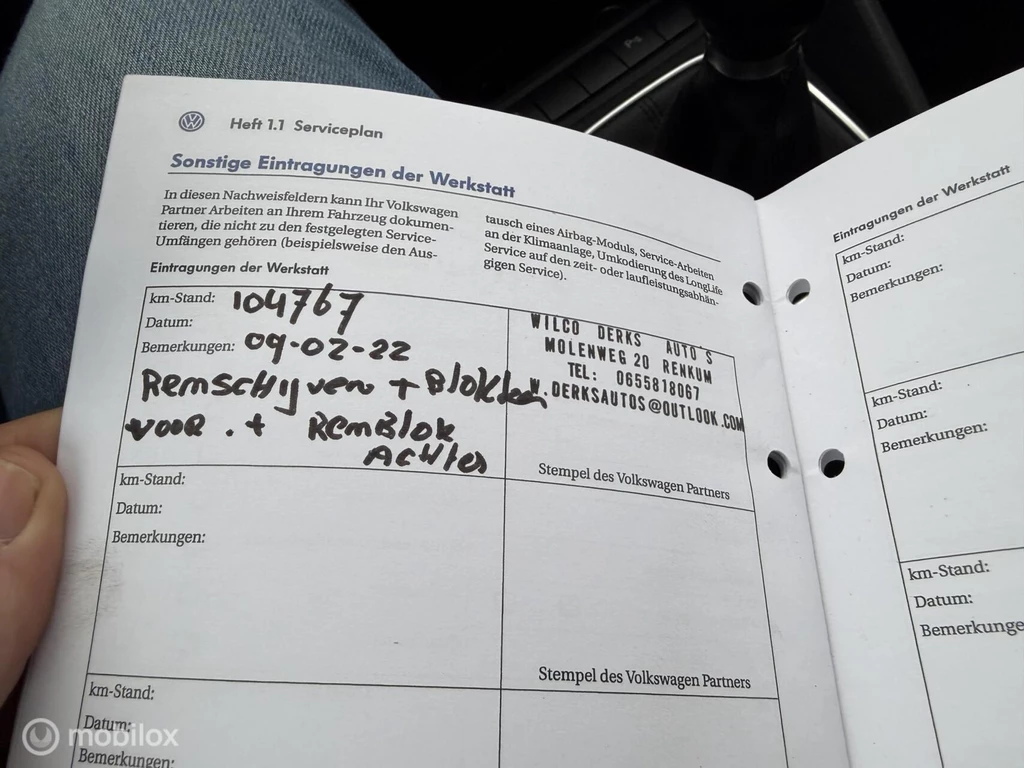 Heft 1.1 Serviceplan
Sonstige Eintragungen der Werkstatt
In diesen Nachweisfeldern kann Ihr Volkswagen
Partner Arbeiten an Ihrem Fahrzeug dokumen-
tieren, die nicht zu den festgelegten Service-
Umfängen gehören (beispielsweise den Aus-
tausch eines Airbag-Moduls, Service-Arbeiten
an der Klimaanlage, Umkodierung des LongLife
Service auf den zeit- oder laufleistungsabhän-
gigen Service).
Eintragungen der Werkstatt
km-Stand: 104767
Datum:
Bemerkungen: 09-02-22
Remschijven + Blokken
voor . + RemBlok
Achter
WILCO DERKS AUTO'S
MOLENWEG 20 RENKUM
TEL: 0655818067
W.DERKSAUTOS@OUTLOOK.COM
Stempel des Volkswagen Partners
km-Stand:
Datum:
Bemerkungen:
Stempel des Volkswagen Partners
km-Stand:
Datum:
Bemerkungen:
Eintragungen der Werkstatt
km-Stand:
Datum:
Bemerkungen:
km-Stand:
Datum:
Bemerkungen:
km-Stand:
Datum:
Bemerkunge
mobilox